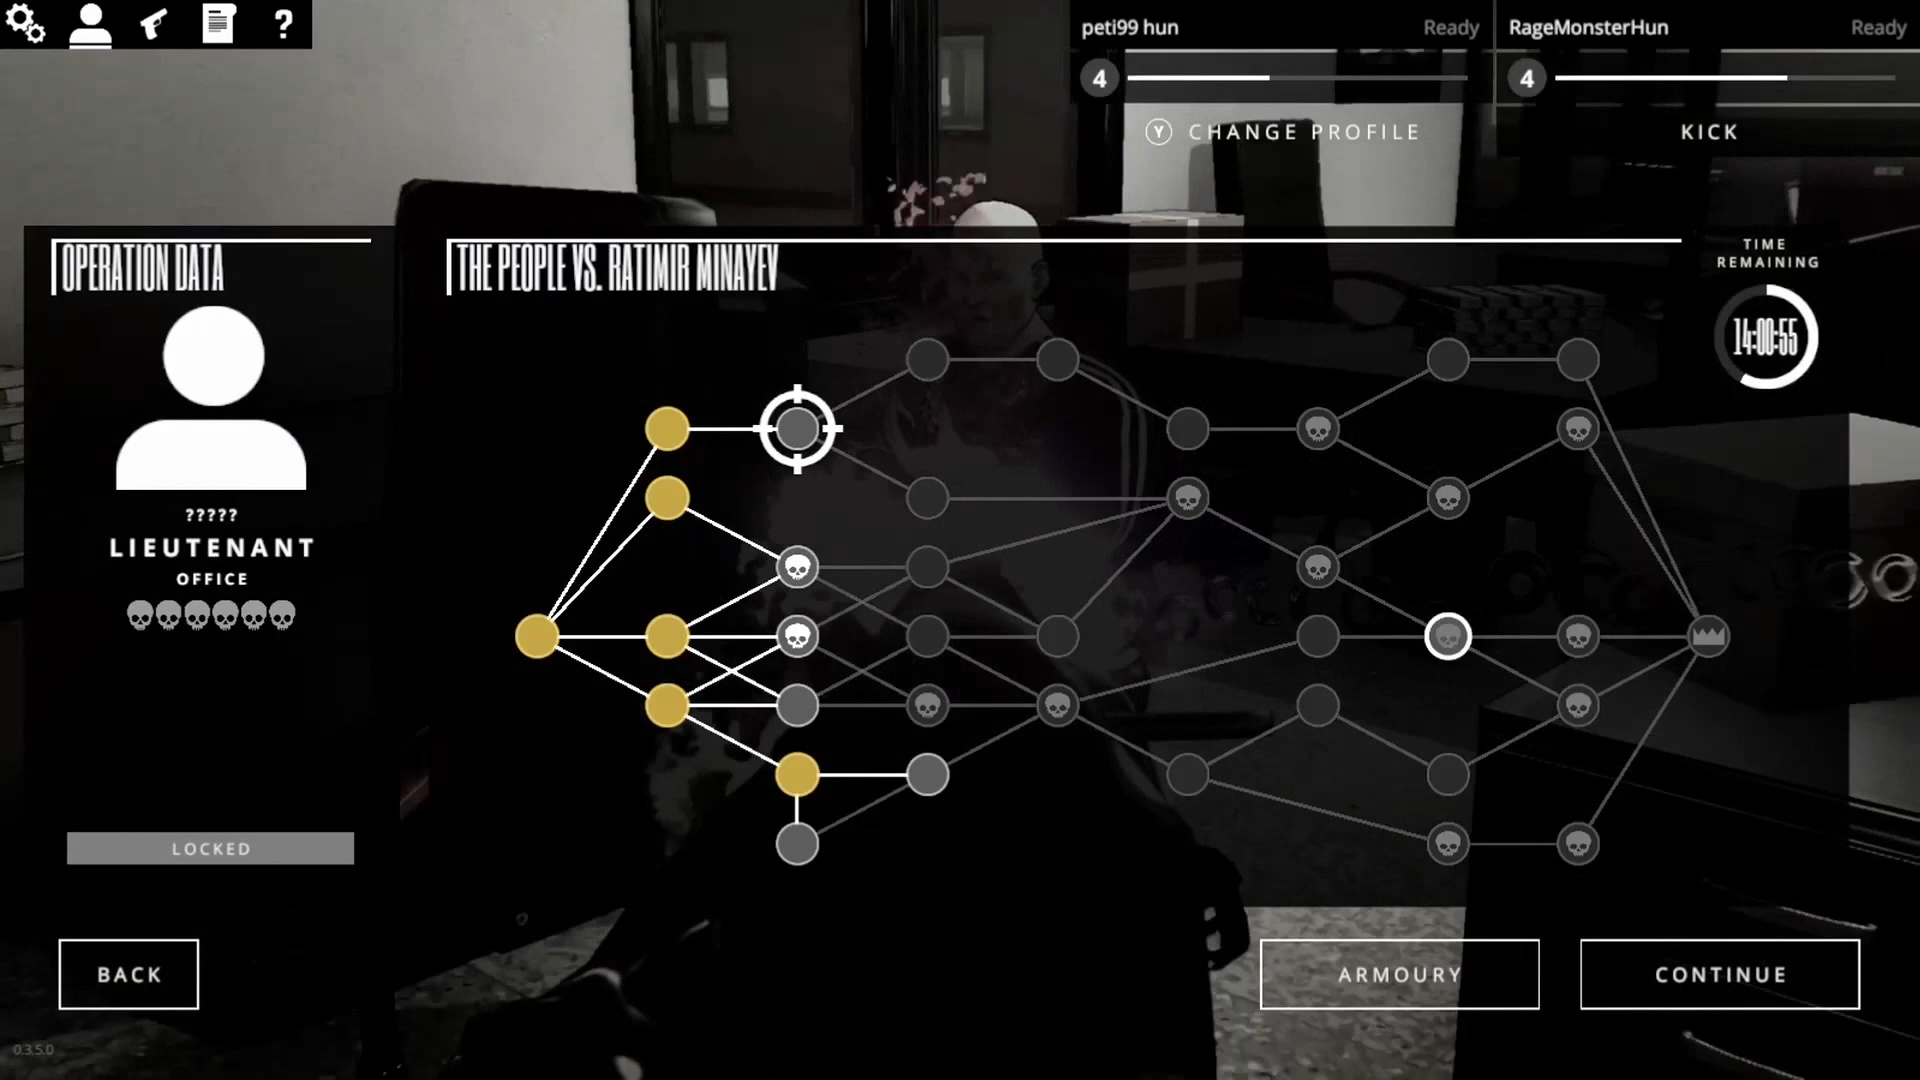 ?
peti99 hun Ready
RageMonsterHun Ready
4
4
Y CHANGE PROFILE
KICK
OPERATION DATA
THE PEOPLE VS. RATIMIR MINAYEV
TIME
REMAINING
14:00:55
?????
LIEUTENANT
OFFICE
LOCKED
BACK
ARMOURY
CONTINUE
0.3.5.0